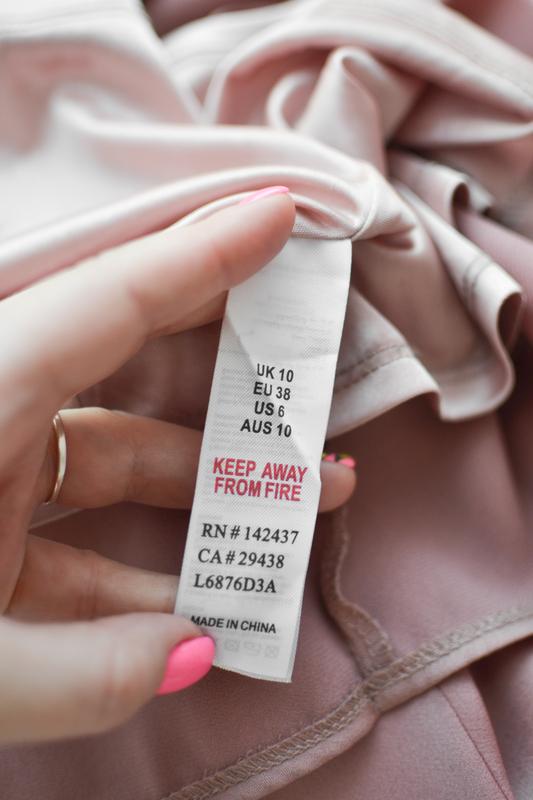 UK 10
EU 38
US 6
AUS 10
KEEP AWAY
FROM FIRE
RN # 142437
CA # 29438
L6876D3A
MADE IN CHINA